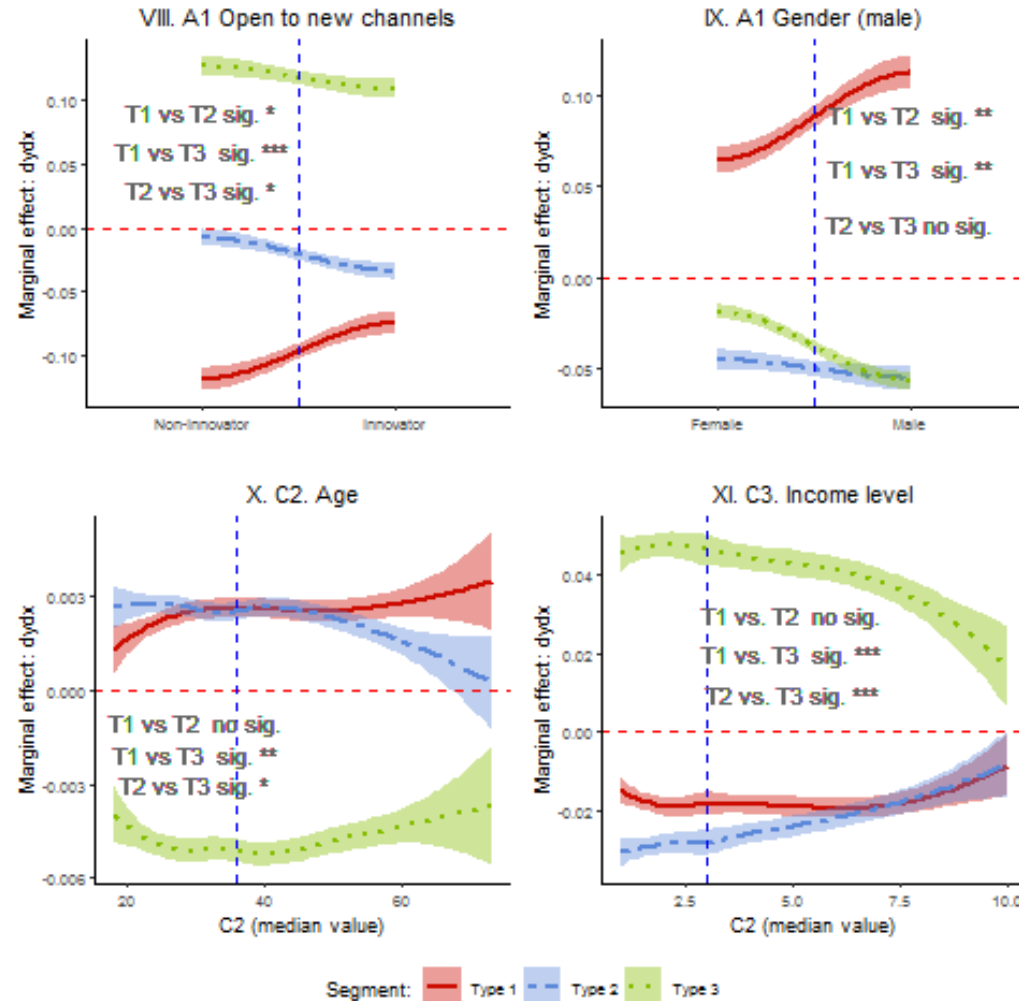 VIII. A1 Open to new channels
Marginal effect: dydx
0.10
0.05
0.00
-0.05
-0.10
T1 vs T2 sig. *
T1 vs T3 sig. ***
T2 vs T3 sig. *
Non-Innovator
Innovator
IX. A1 Gender (male)
Marginal effect: dydx
0.10
0.05
0.00
-0.05
T1 vs T2 sig. **
T1 vs T3 sig. **
T2 vs T3 no sig.
Female
Male
X. C2. Age
Marginal effect: dydx
0.003
0.000
-0.003
-0.006
T1 vs T2 no sig.
T1 vs T3 sig. **
T2 vs T3 sig. *
20
40
60
C2 (median value)
XI. C3. Income level
Marginal effect: dydx
0.04
0.02
0.00
-0.02
T1 vs. T2 no sig.
T1 vs. T3 sig. ***
T2 vs. T3 sig. ***
2.5
5.0
7.5
10.0
C2 (median value)
Segment: Type 1 Type 2 Type 3